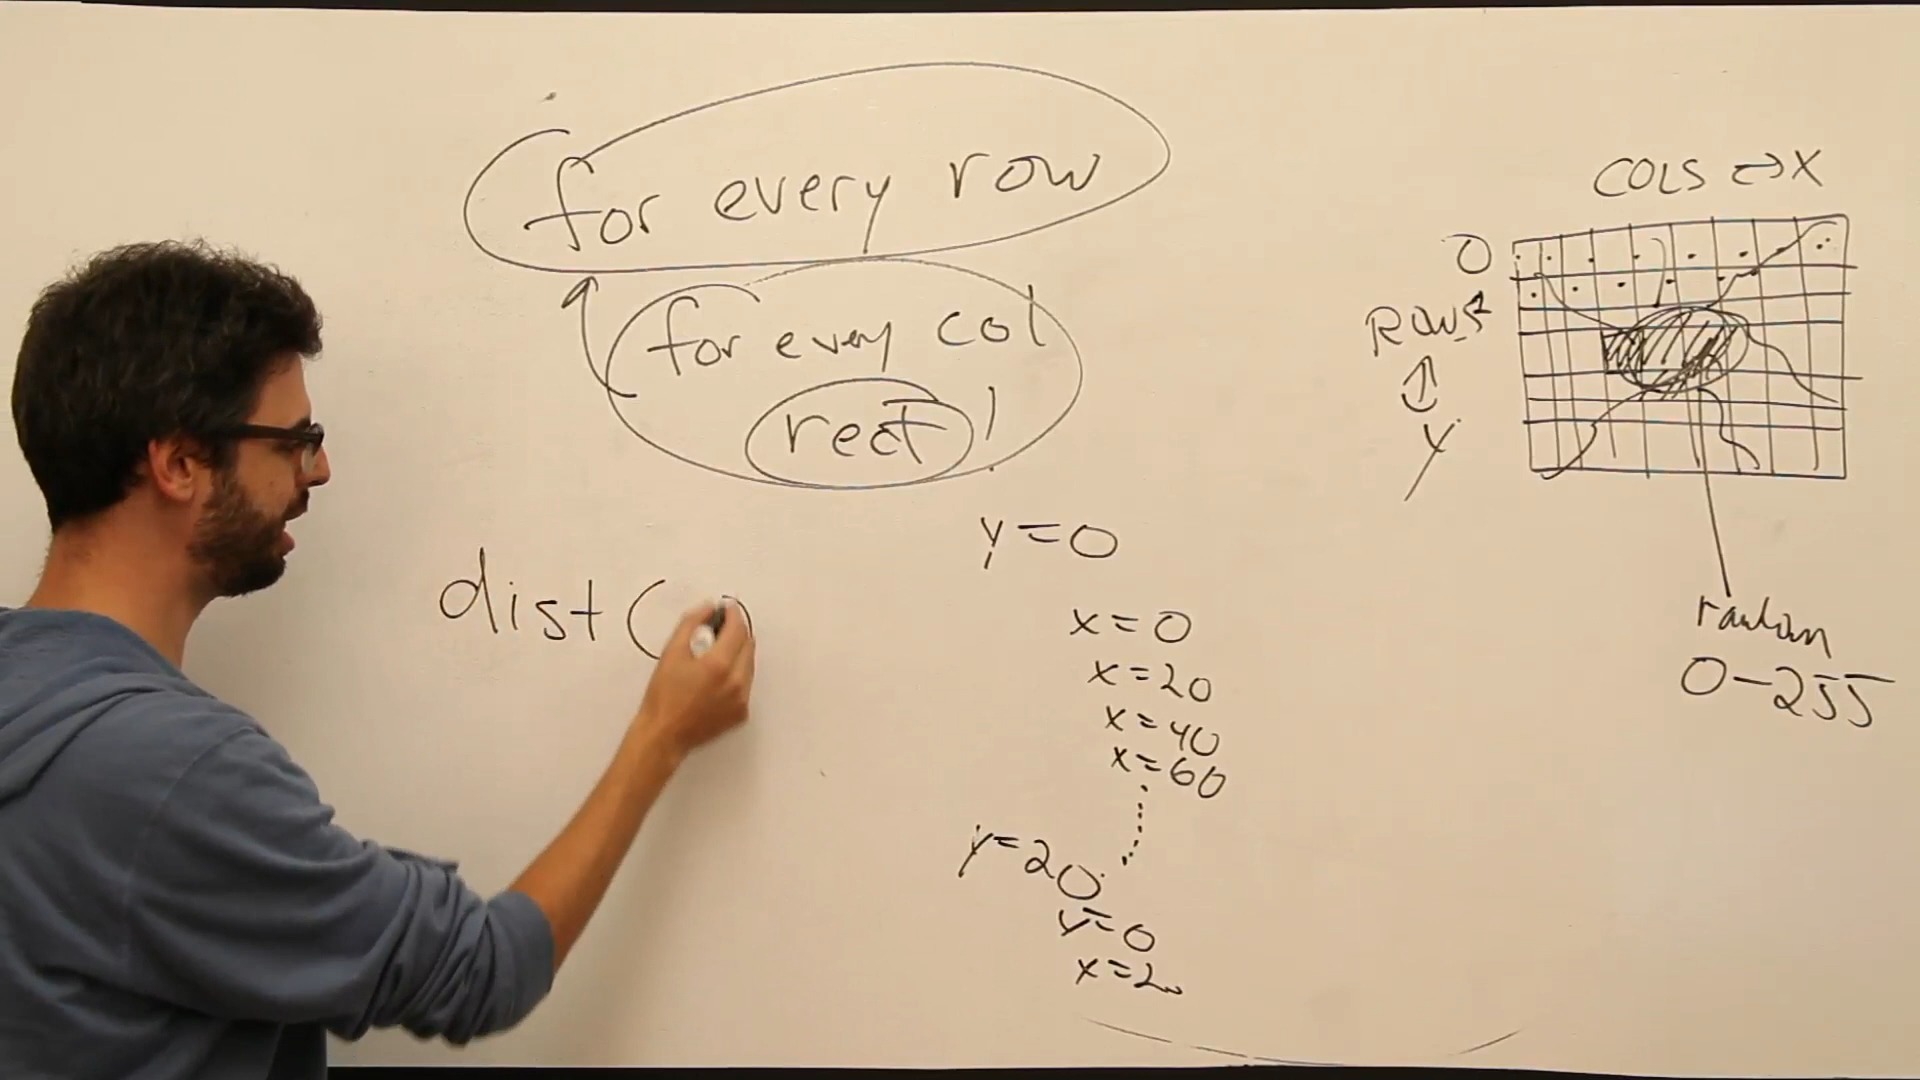 for every row
for every col
rect
dist()
y=0
x=0
x=20
x=40
x=60
y=20
x=0
x=20
COLS ↔ X
0
ROWS
↕
Y
random
0-255